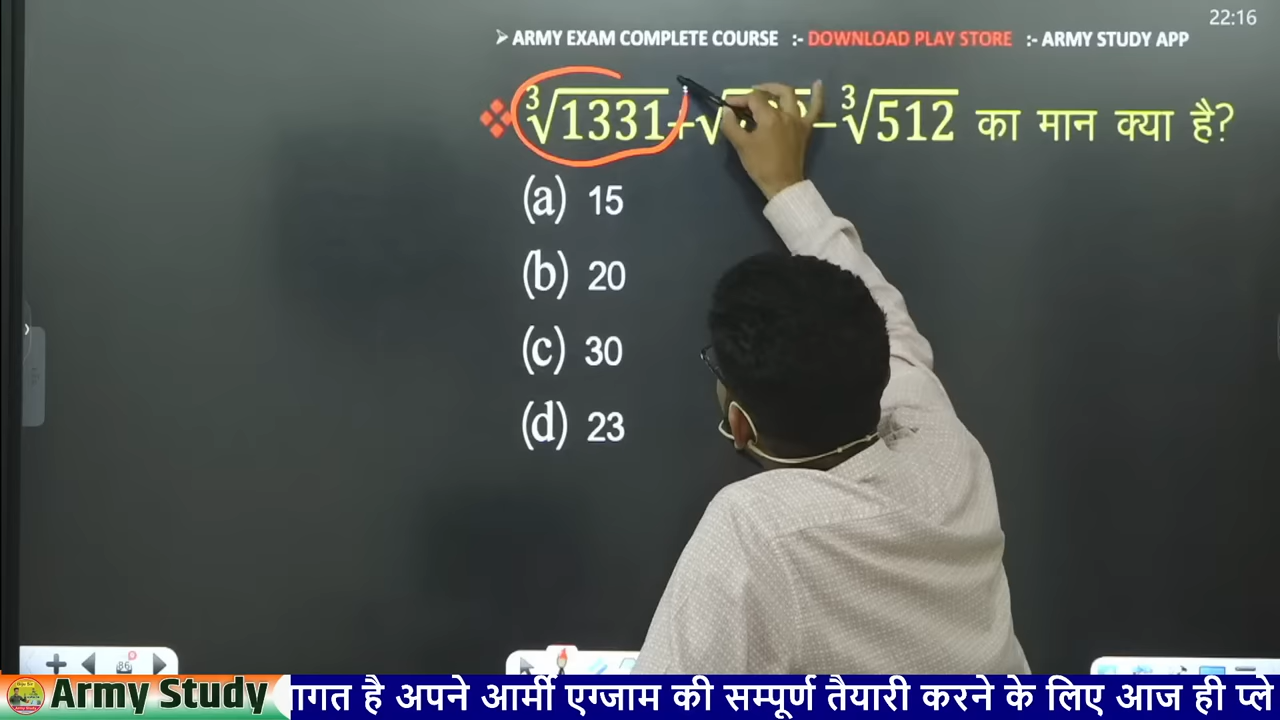 22:16
➢ ARMY EXAM COMPLETE COURSE :- DOWNLOAD PLAY STORE :- ARMY STUDY APP
❖ ∛1331 + √ – ∛512 का मान क्या है?
(a) 15
(b) 20
(c) 30
(d) 23
86
Army Study ागत है अपने आर्मी एग्जाम की सम्पूर्ण तैयारी करने के लिए आज ही प्ले